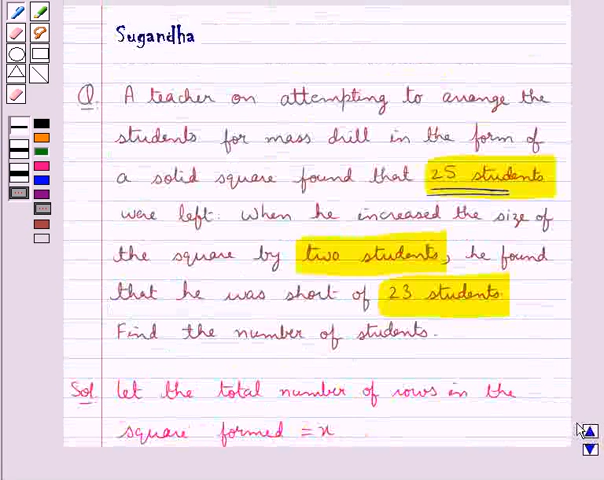 Sugandha
Q. A teacher on attempting to arrange the
students for mass drill in the form of
a solid square found that 25 students
were left. When he increased the size of
the square by two students, he found
that he was short of 23 students.
Find the number of students.
Sol. let the total number of rows in the
square formed = x